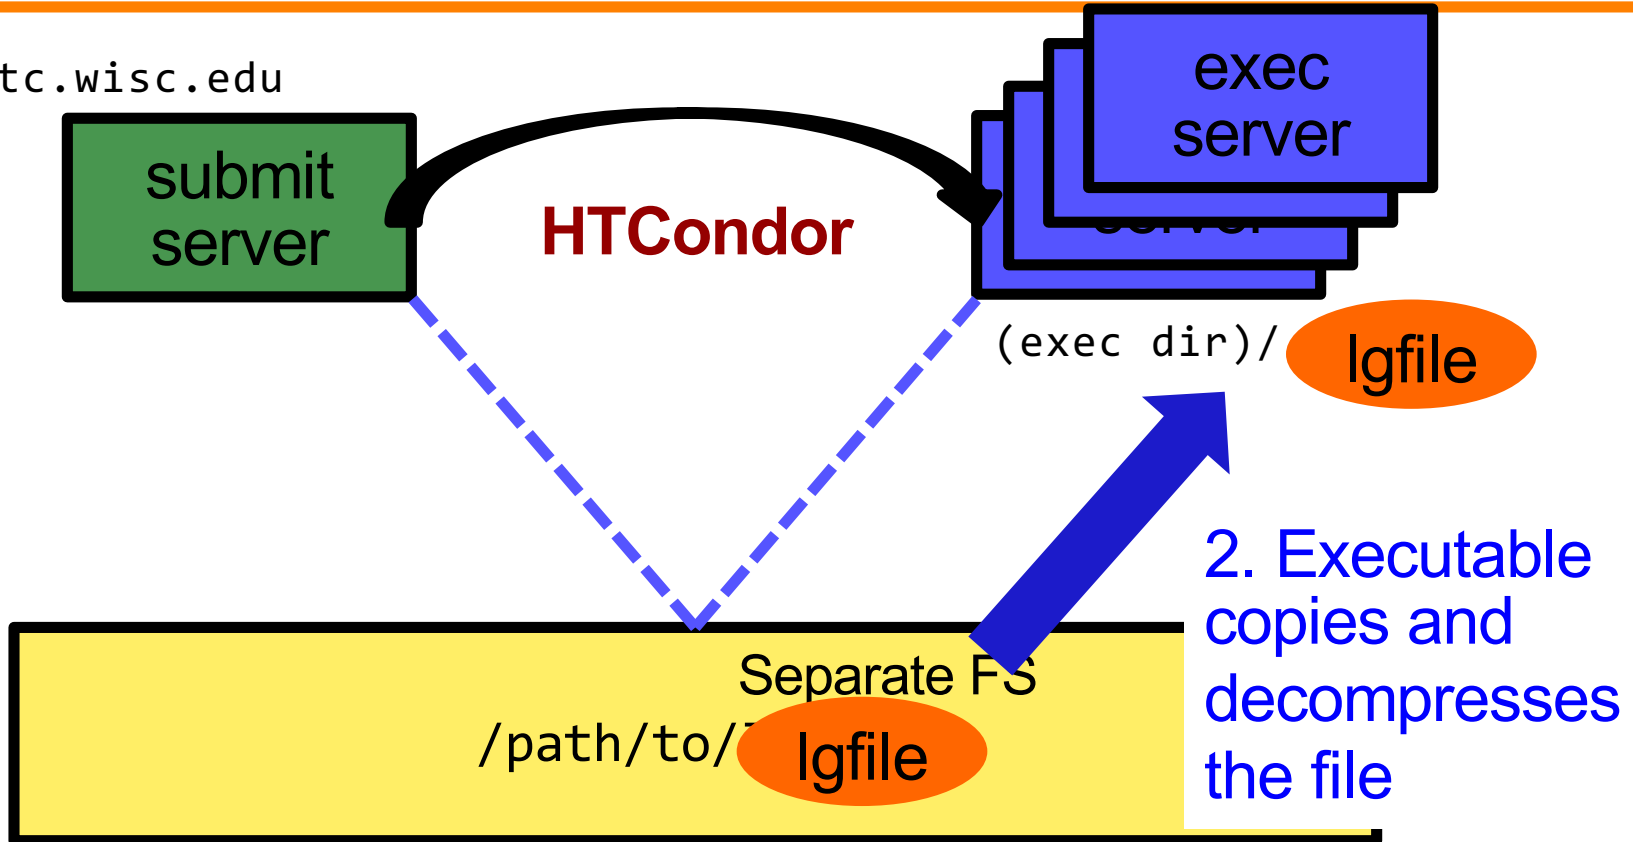 tc.wisc.edu
exec
server
submit
server
HTCondor
server
(exec dir)/
lgfile
2. Executable
copies and
decompresses
the file
Separate FS
/path/to/
lgfile